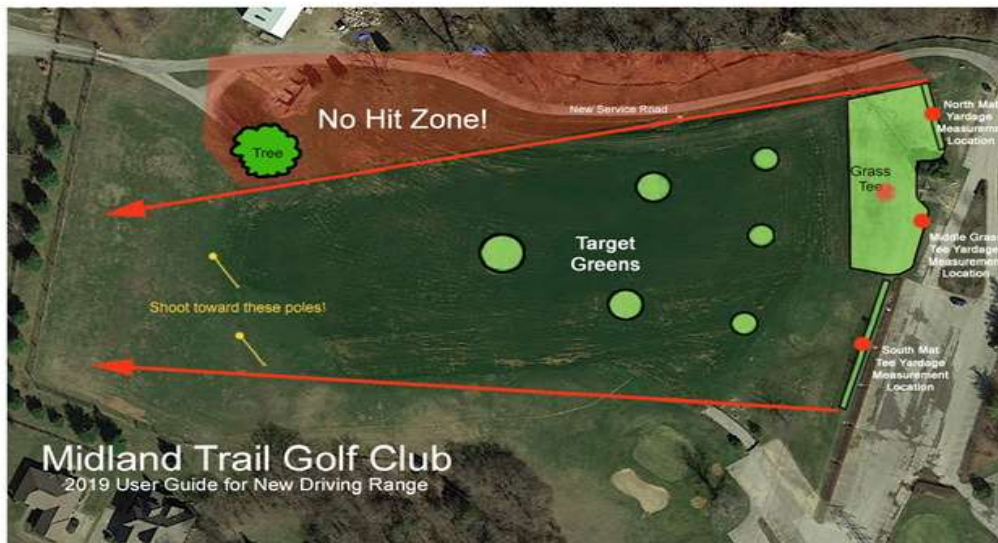 No Hit Zone!
New Service Road
North Mat
Yardage
Measurement
Location
Tree
Grass
Tee
Middle Grass
Tee Yardage
Measurement
Location
Target
Greens
Shoot toward these poles!
South Mat
Tee Yardage
Measurement
Location
Midland Trail Golf Club
2019 User Guide for New Driving Range